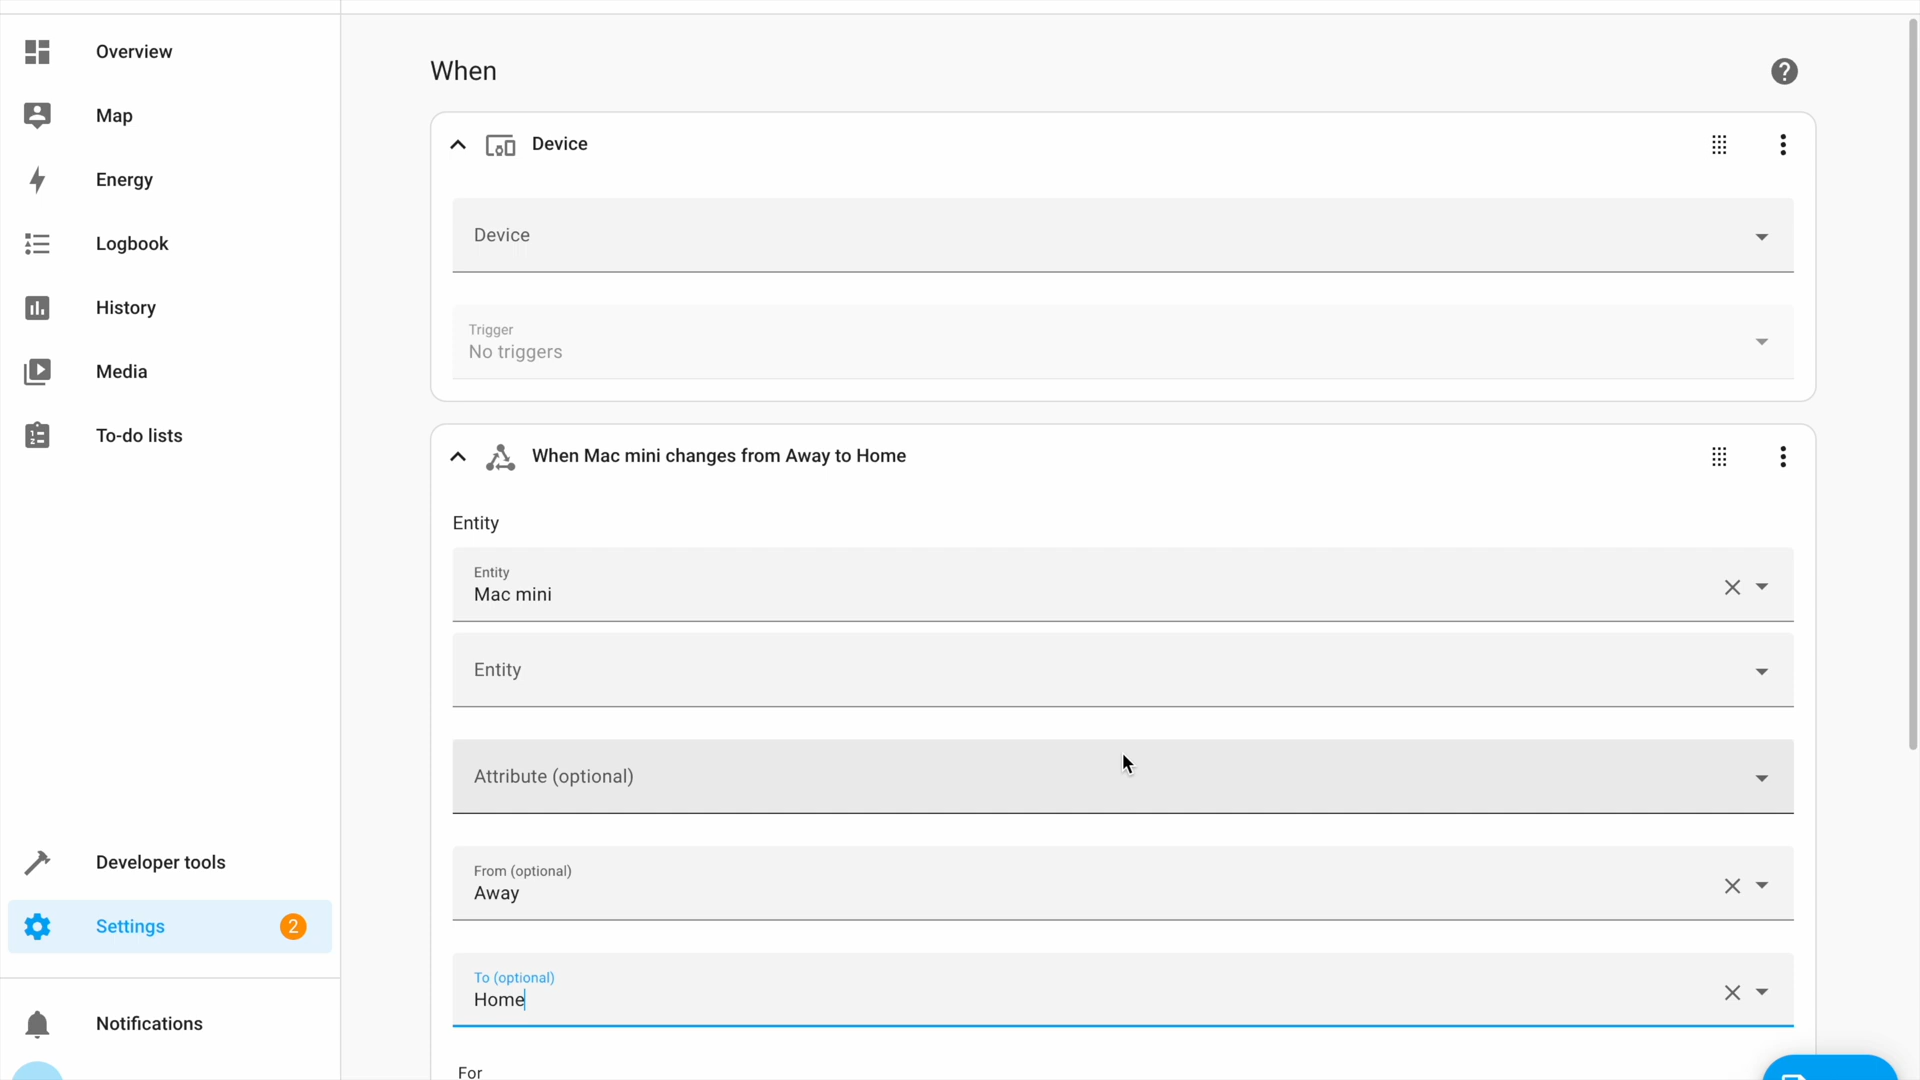 Overview
Map
Energy
Logbook
History
Media
To-do lists
Developer tools
Settings
2
Notifications
When
Device
Device
Trigger
No triggers
When Mac mini changes from Away to Home
Entity
Entity
Mac mini
Entity
Attribute (optional)
From (optional)
Away
To (optional)
Home
For